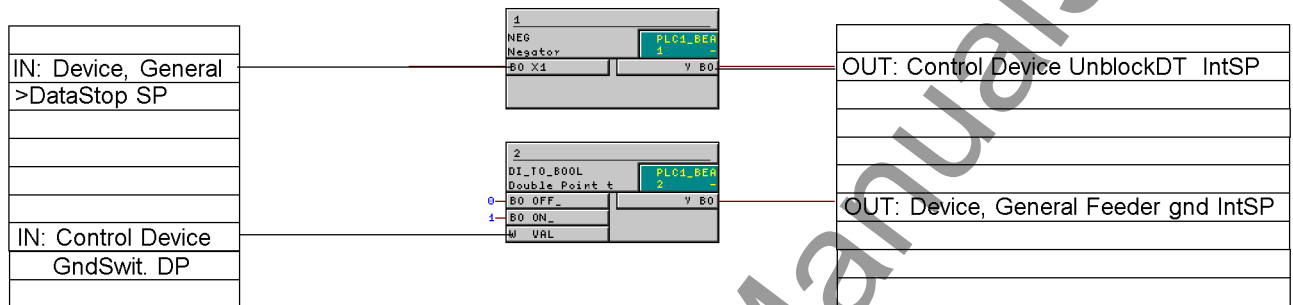 IN: Device, General
>DataStop SP
IN: Control Device
GndSwit. DP
1
NEG
Negator
PLC1_BEA
1 -
BO X1
Y BO
2
DI_TO_BOOL
Double Point t
PLC1_BEA
2 -
0
BO OFF_
Y BO
1
BO ON_
W VAL
OUT: Control Device UnblockDT IntSP
OUT: Device, General Feeder gnd IntSP
Manuals